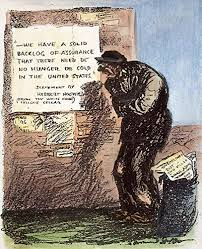 —WE HAVE A SOLID
BACKLOG OF ASSURANCE
THAT THERE NEED BE
NO HUNGER OR COLD
IN THE UNITED STATES"
STATEMENT BY
HERBERT HOOVER